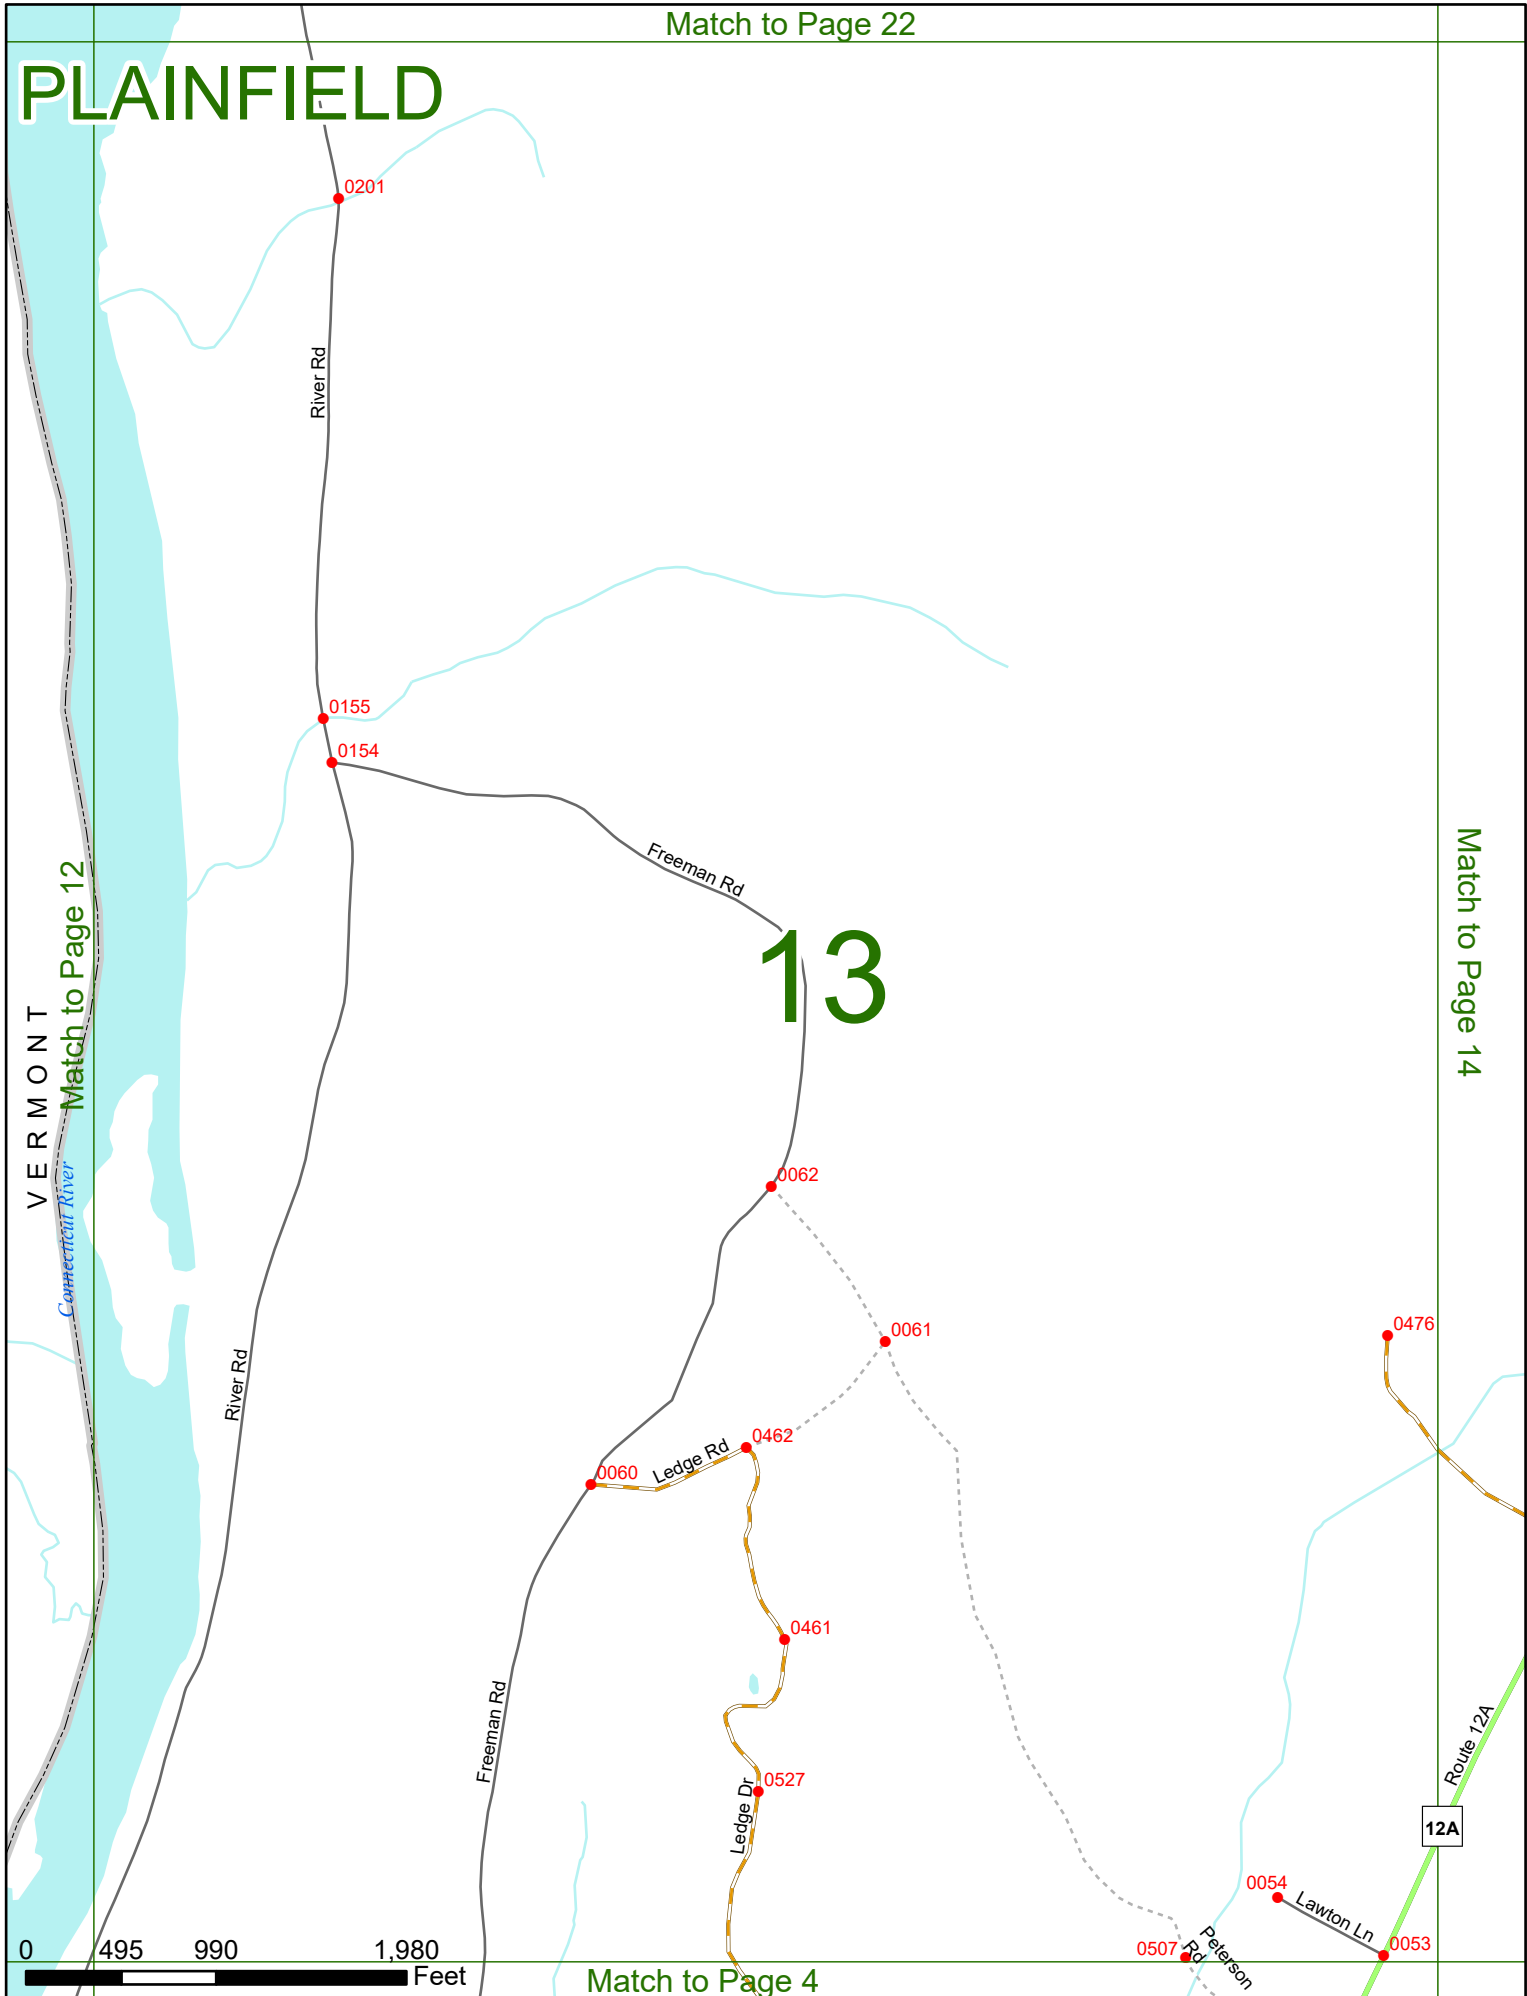 Match to Page 22
PLAINFIELD
0201
River Rd
0155
0154
Freeman Rd
13
Match to Page 12
Match to Page 14
VERMONT
Connecticut River
0062
0061
0476
River Rd
0462
Ledge Rd
0060
0461
Freeman Rd
0527
Ledge Dr
Route 12A
12A
0054
Lawton Ln
0053
0507
Peterson
Rd
0 495 990 1,980
Feet
Match to Page 4